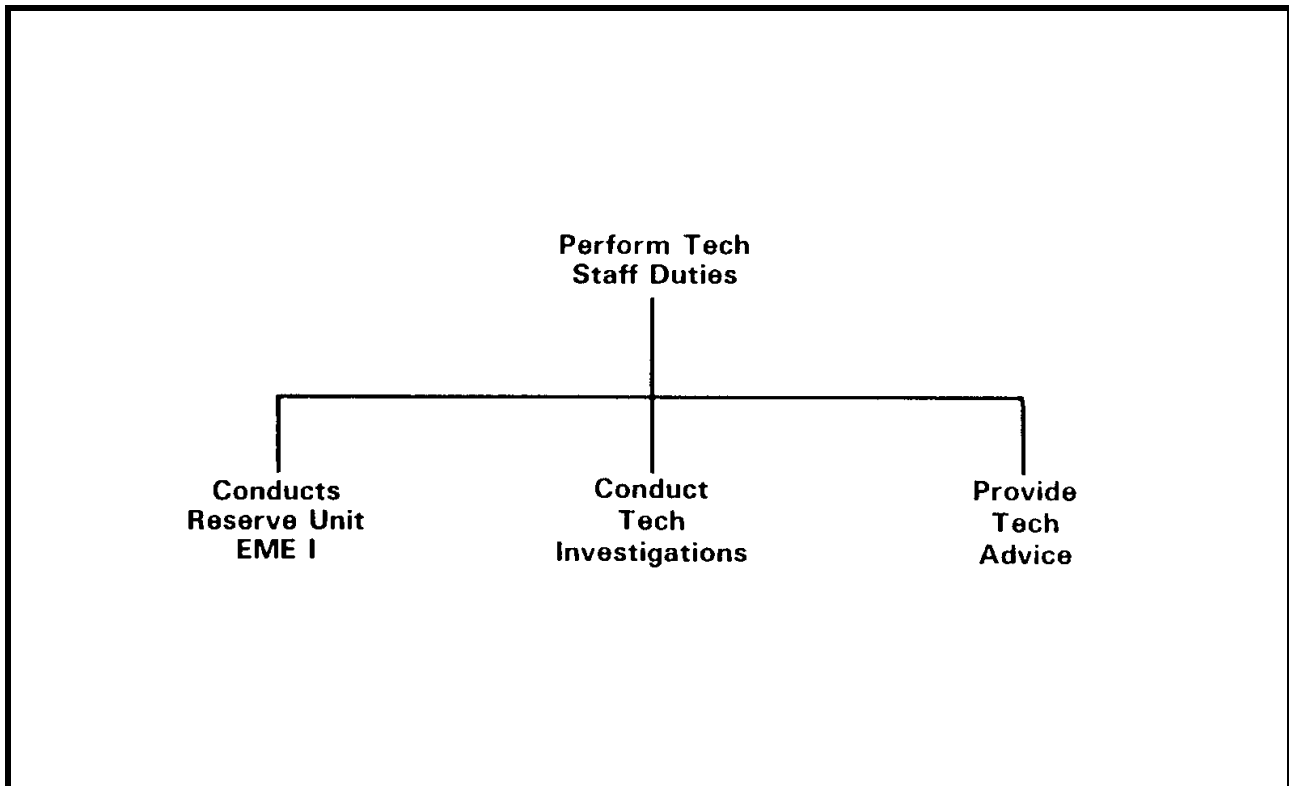 Perform Tech
Staff Duties
Conducts
Reserve Unit
EME I
Conduct
Tech
Investigations
Provide
Tech
Advice